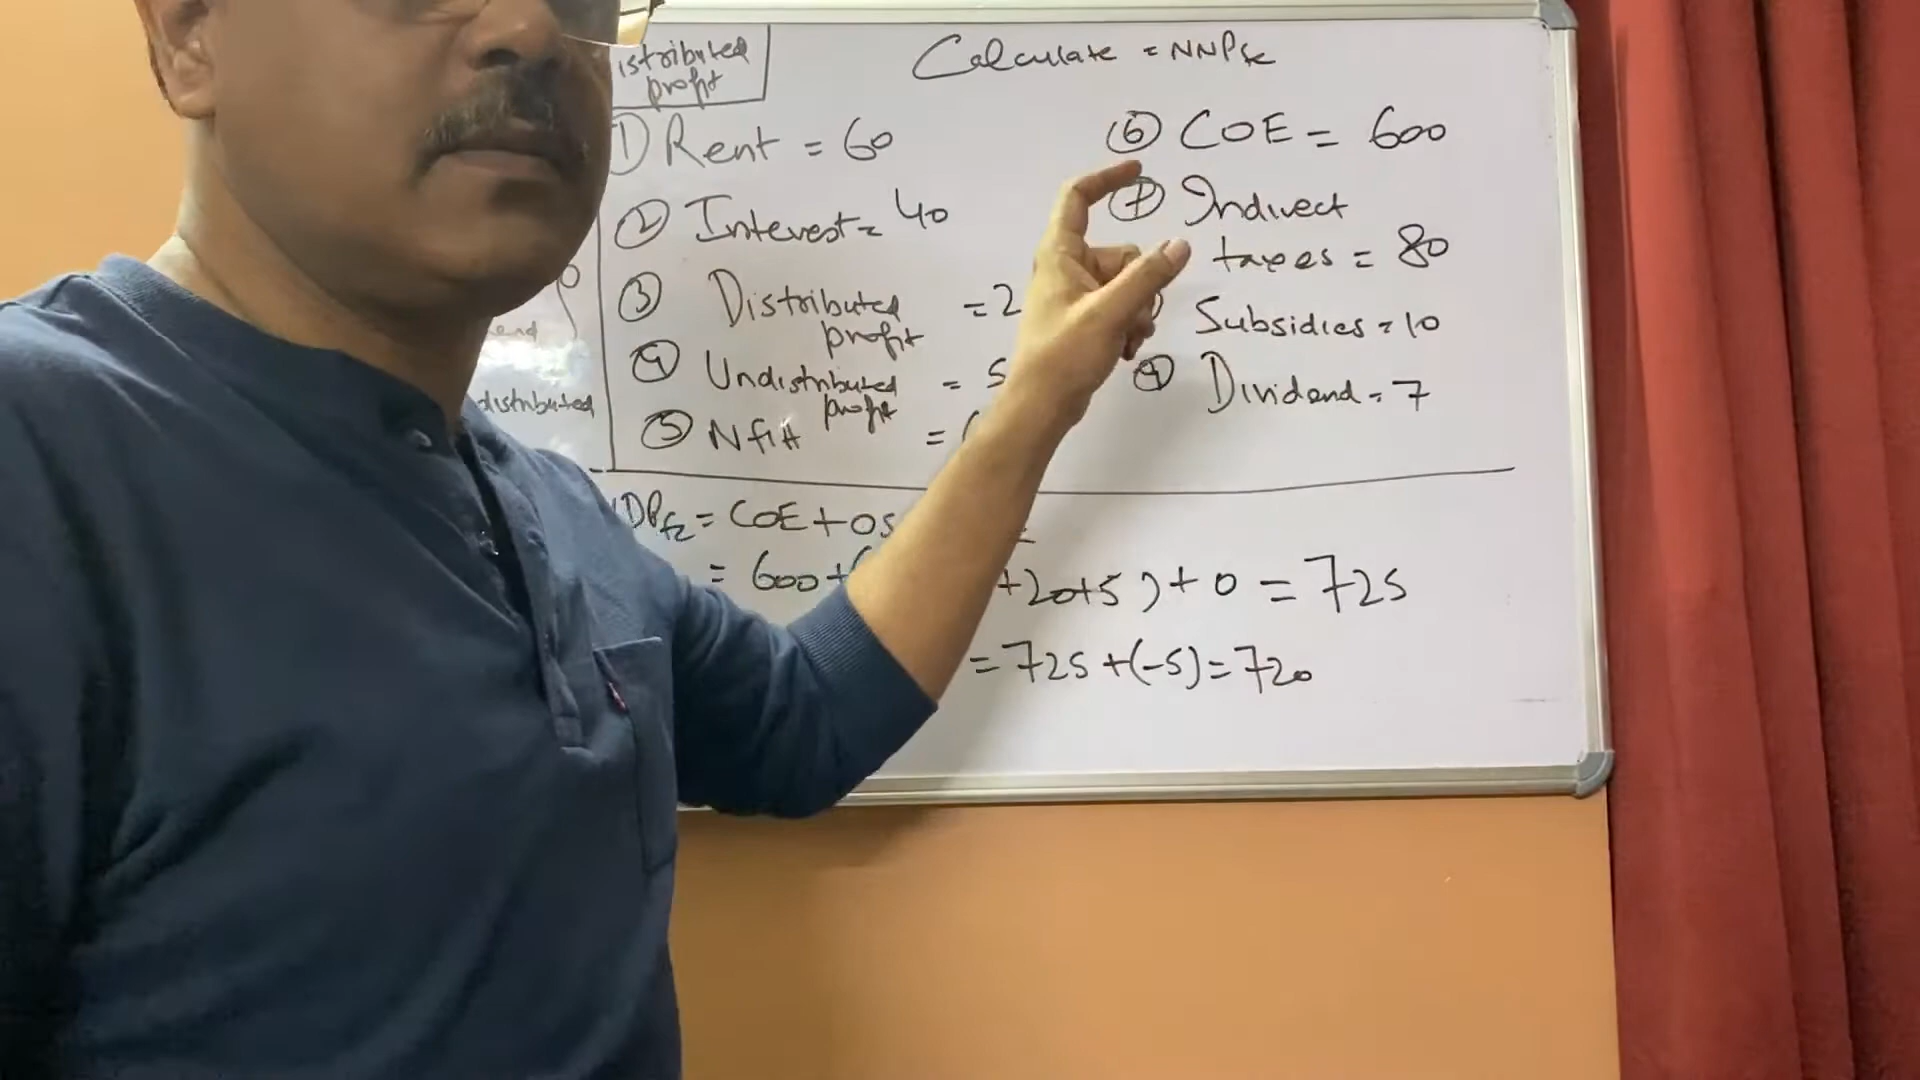 istributed
profit
Calculate = NNPfc
1) Rent = 60
② Interest = 40
③ Distributed profit = 2
④ Undistributed profit = 5
⑤ NFIA = (
⑥ COE = 600
⑦ Indirect
taxes = 80
Subsidies = 10
⑨ Dividend = 7
distributed
DPfc = COE + OS
= 600 + ( + 20 + 5 ) + 0 = 725
= 725 + (-5) = 720